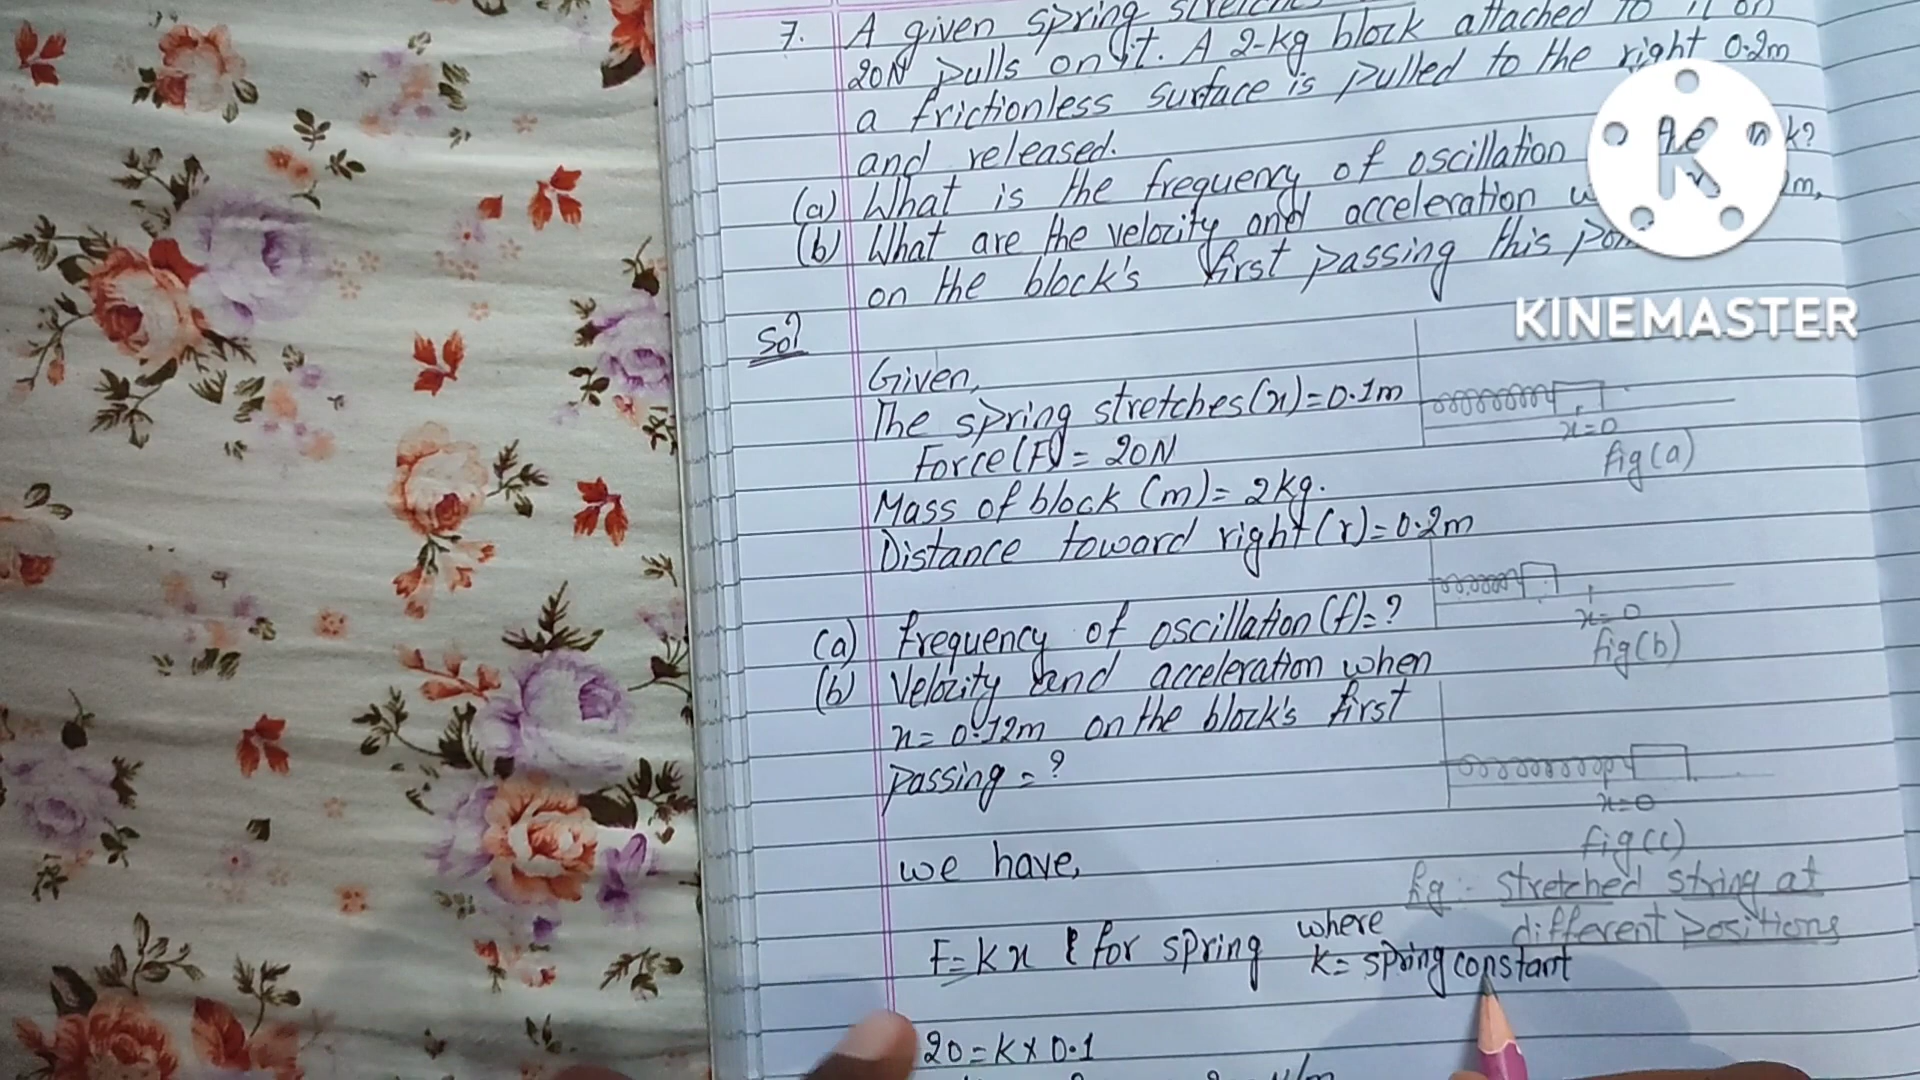 7. A given spring stretches
20N pulls on it. A 2-kg block attached to it on
a frictionless surface is pulled to the right 0.2m
and released.
(a) What is the frequency of oscillation k?
(b) What are the velocity and acceleration 2m,
on the block's first passing this
Sol
KINEMASTER
Given,
The spring stretches(x)=0.1m
Force(F)= 20N
Mass of block (m)= 2kg.
Distance toward right(r)=0.2m
x=0
fig(a)
(a) frequency of oscillation(f)=?
(b) Velocity and acceleration when
x= 0.12m on the block's first
passing=?
x=0
fig(b)
x=0
fig(c)
fig:- Stretched string at
different positions
we have,
F=kx { for spring where
k= spring constant
20=k×0.1